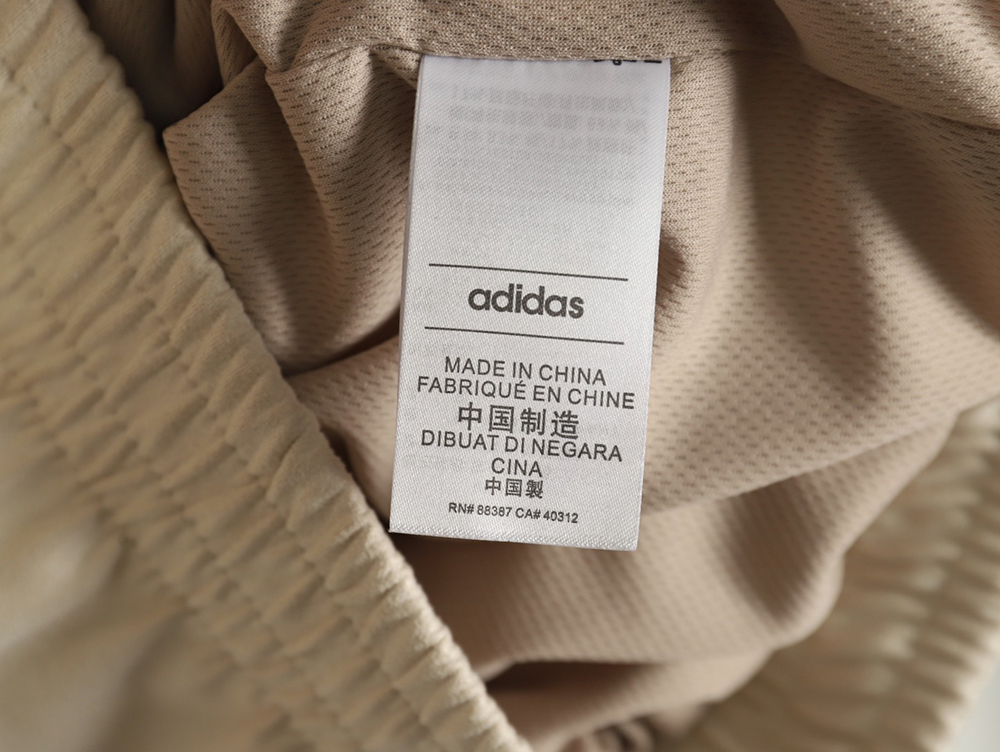 adidas
MADE IN CHINA
FABRIQUÉ EN CHINE
中国制造
DIBUAT DI NEGARA
CINA
中国製
RN# 88387 CA# 40312